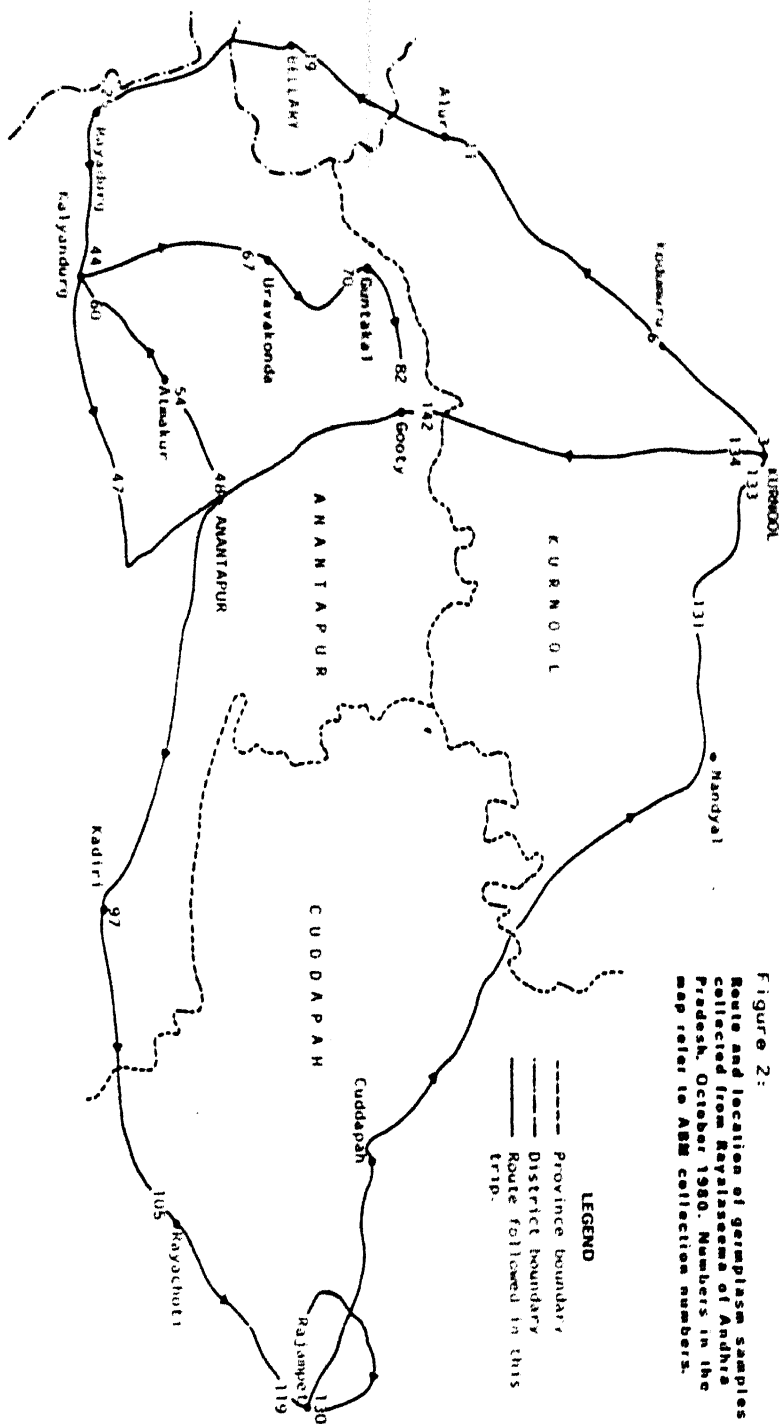 Figure 2:
Route and location of germplasm samples
collected from Rayalaseema of Andhra
Pradesh, October 1980. Numbers in the
map refer to ABM collection numbers.
LEGEND
Province boundary
District boundary
Route followed in this
trip.
KURNOOL
3
134
133
131
Nandyal
Kodumuru
6
Alur
11
19
BELLARY
Rayadurg
44
Kalyandurg
60
67
Uravakonda
70
Guntakal
82
142
Gooty
54
Atmakur
47
48
ANANTAPUR
ANANTAPUR
KURNOOL
CUDDAPAH
Kadiri
97
Cuddapah
105
Rayachoti
119
Rajampet
130